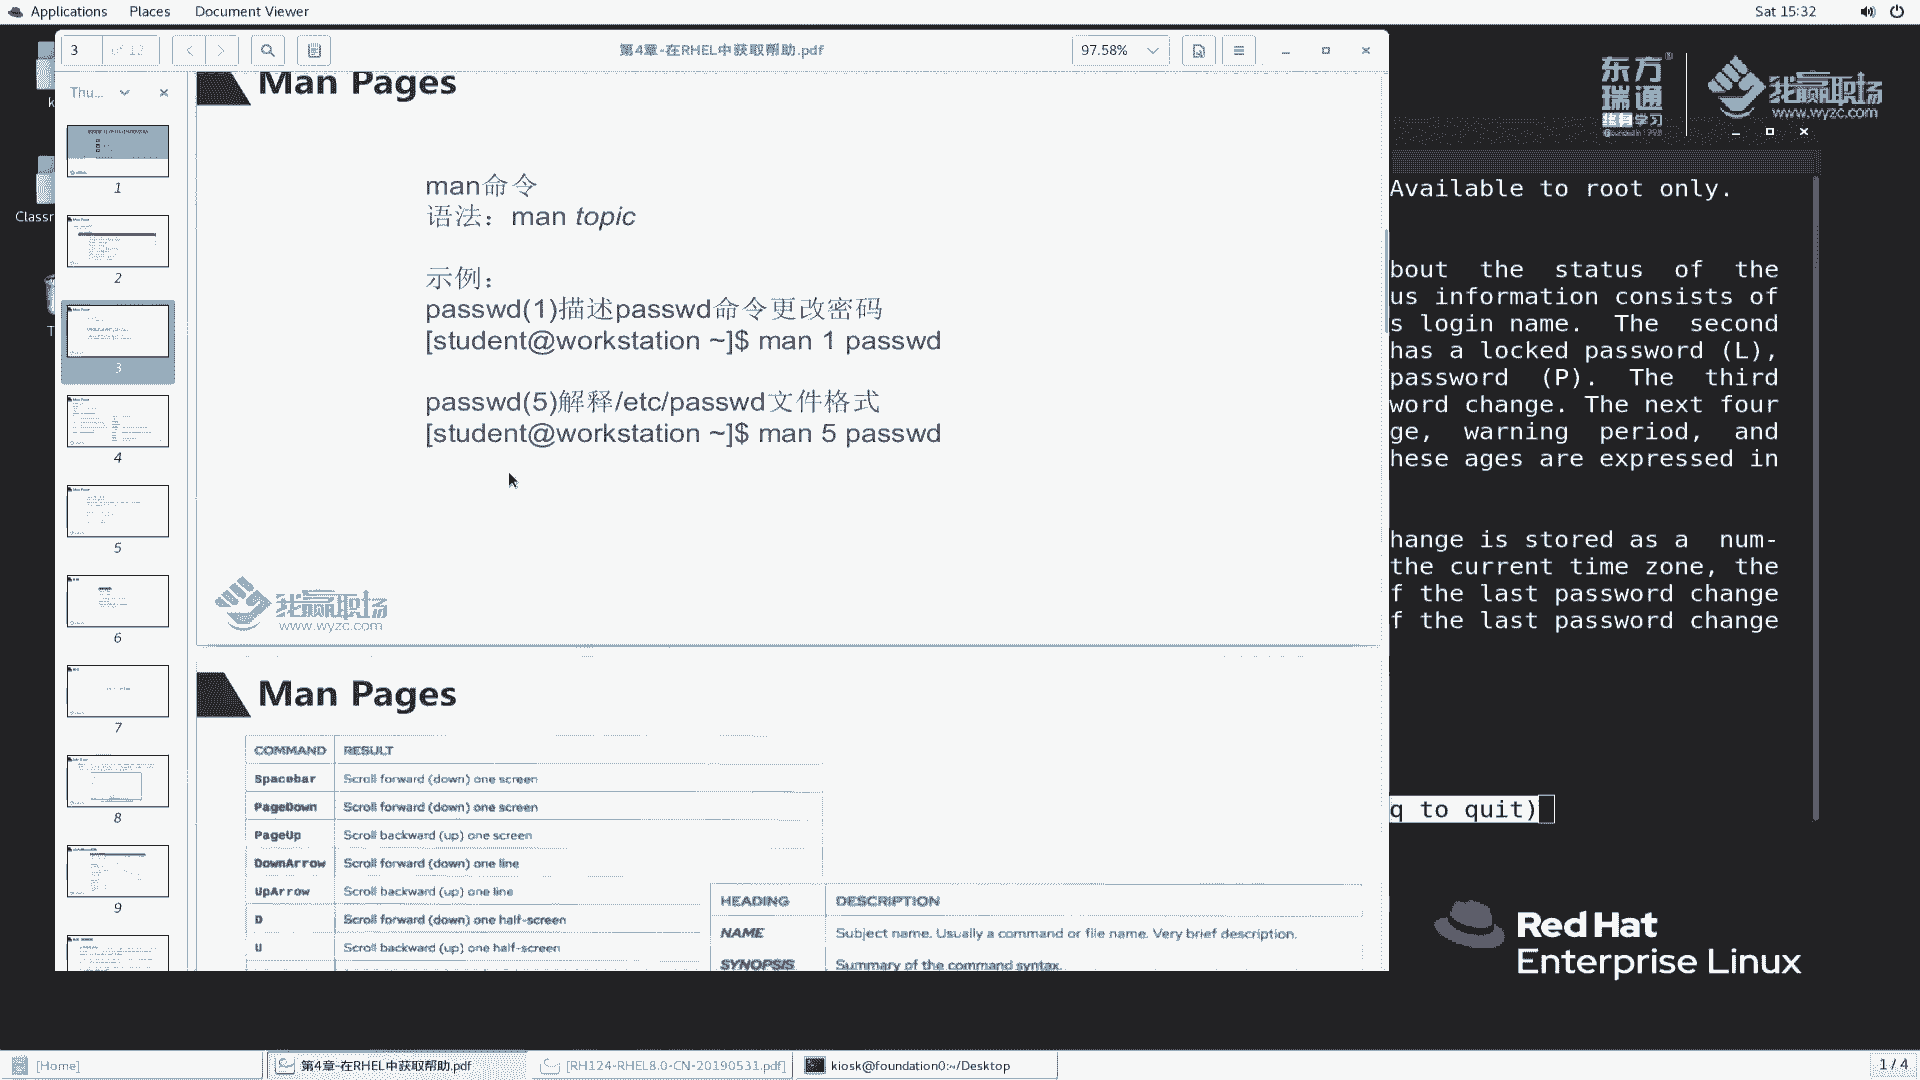 Applications Places Document Viewer
Sat 15:32
3 of 12
第4章-在RHEL中获取帮助.pdf
97.58%
Thu...
1
2
3
4
5
6
7
8
9
Man Pages
man命令
语法：man topic
示例：
passwd(1)描述passwd命令更改密码
[student@workstation ~]$ man 1 passwd
passwd(5)解释/etc/passwd文件格式
[student@workstation ~]$ man 5 passwd
我赢职场
www.wyzc.com
Man Pages
COMMAND RESULT
Spacebar Scroll forward (down) one screen
PageDown Scroll forward (down) one screen
PageUp Scroll backward (up) one screen
DownArrow Scroll forward (down) one line
UpArrow Scroll backward (up) one line
D Scroll forward (down) one half-screen
U Scroll backward (up) one half-screen
HEADING DESCRIPTION
NAME Subject name. Usually a command or file name. Very brief description.
SYNOPSIS Summary of the command syntax.
东方
瑞通
终身学习
我赢职场
www.wyzc.com
Classr
Available to root only.
bout the status of the
us information consists of
s login name. The second
has a locked password (L),
password (P). The third
word change. The next four
ge, warning period, and
hese ages are expressed in
hange is stored as a num-
the current time zone, the
f the last password change
f the last password change
q to quit)
Red Hat
Enterprise Linux
[Home]
第4章-在RHEL中获取帮助.pdf
[RH124-RHEL8.0-CN-20190531.pdf]
kiosk@foundation0:~/Desktop
1 / 4